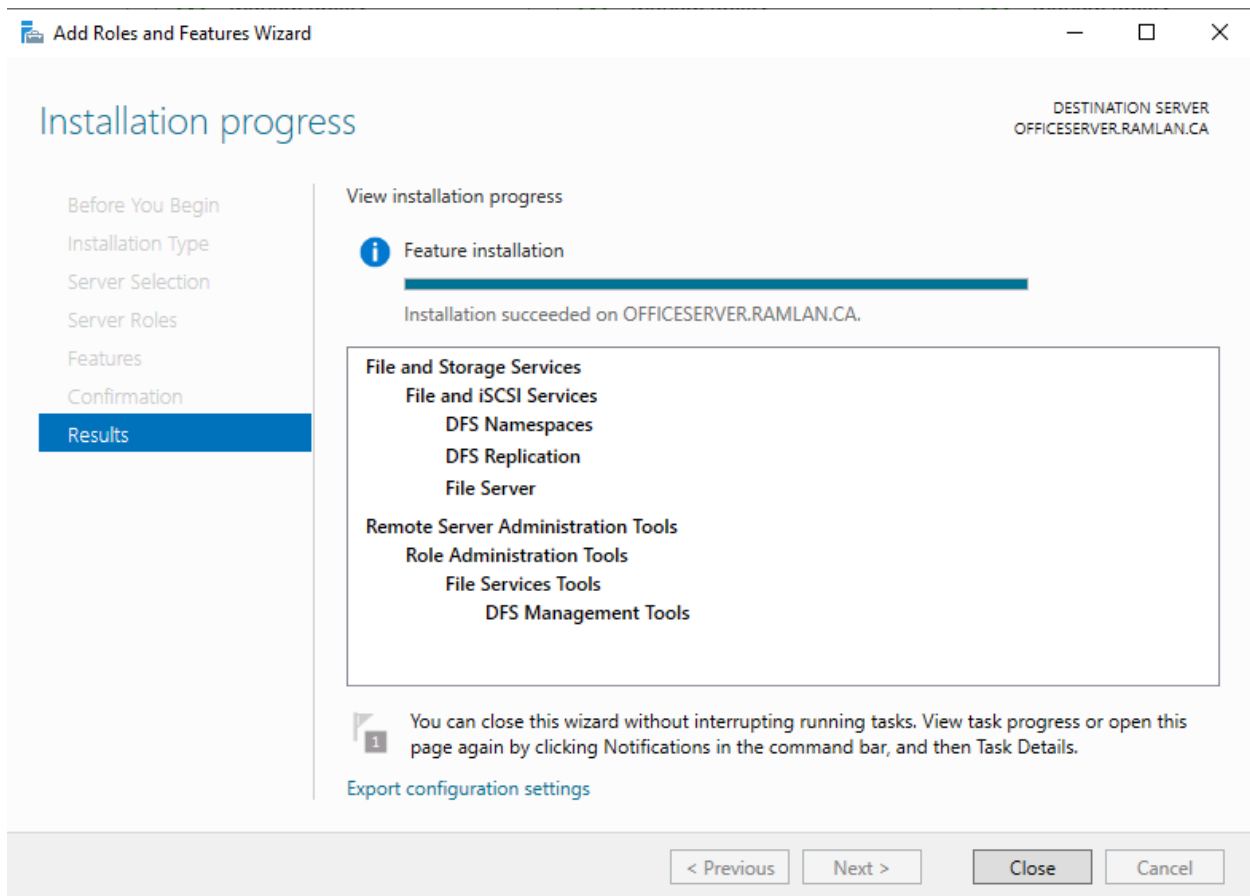 Add Roles and Features Wizard
Installation progress
DESTINATION SERVER
OFFICESERVER.RAMLAN.CA
Before You Begin
Installation Type
Server Selection
Server Roles
Features
Confirmation
Results
View installation progress
Feature installation
Installation succeeded on OFFICESERVER.RAMLAN.CA.
File and Storage Services
File and iSCSI Services
DFS Namespaces
DFS Replication
File Server
Remote Server Administration Tools
Role Administration Tools
File Services Tools
DFS Management Tools
1
You can close this wizard without interrupting running tasks. View task progress or open this
page again by clicking Notifications in the command bar, and then Task Details.
Export configuration settings
< Previous
Next >
Close
Cancel